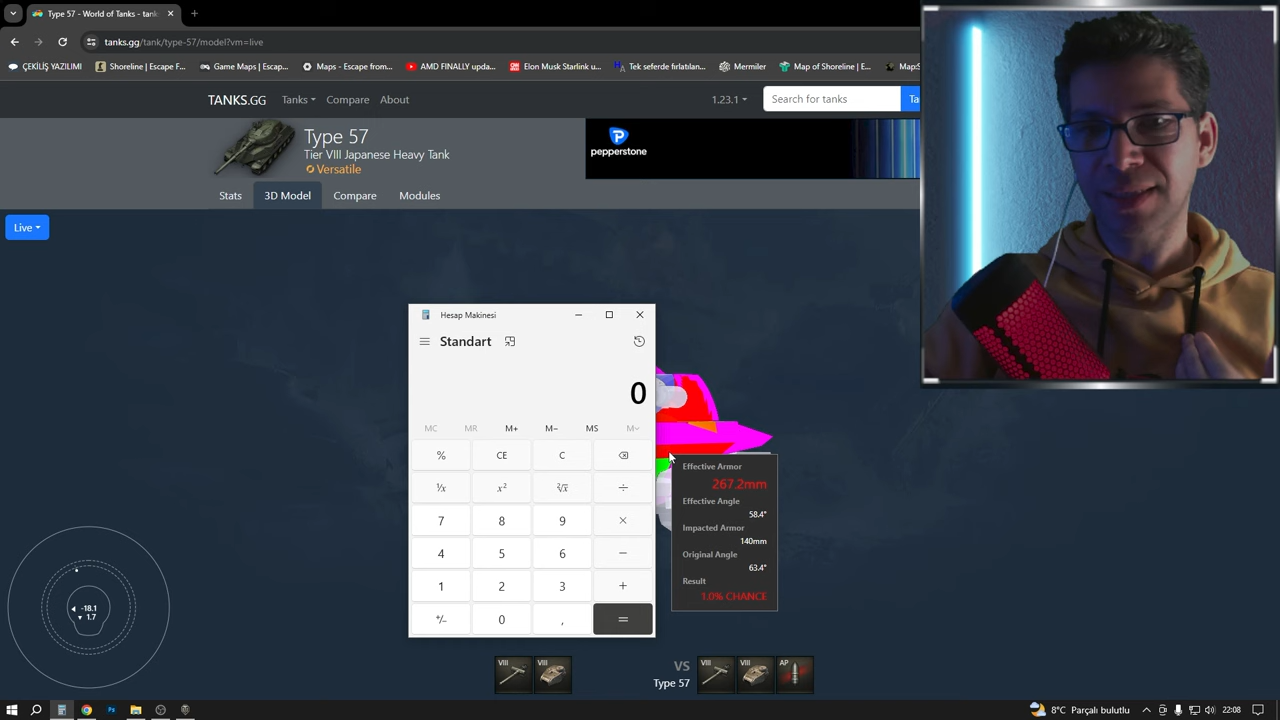 Type 57 - World of Tanks - tank
tanks.gg/tank/type-57/model?vm=live
ÇEKİLİŞ YAZILIMI
Shoreline | Escape F...
Game Maps | Escap...
Maps - Escape from...
AMD FINALLY upda...
Elon Musk Starlink u...
Tek seferde fırlatılan...
Mermiler
Map of Shoreline | E...
TANKS.GG
Tanks
Compare
About
1.23.1
Search for tanks
Type 57
Tier VIII Japanese Heavy Tank
Versatile
pepperstone
Stats
3D Model
Compare
Modules
Live
Hesap Makinesi
Standart
0
MC MR M+ M− MS M
% CE C
¹/x x² ²√x ÷
7 8 9 ×
4 5 6 −
1 2 3 +
⁺/₋ 0 , =
Effective Armor
267.2mm
Effective Angle
58.4°
Impacted Armor
140mm
Original Angle
63.4°
Result
1.0% CHANCE
-18.1
1.7
VIII
VIII
VS
Type 57
VIII
VIII
AP
8°C Parçalı bulutlu
22:08